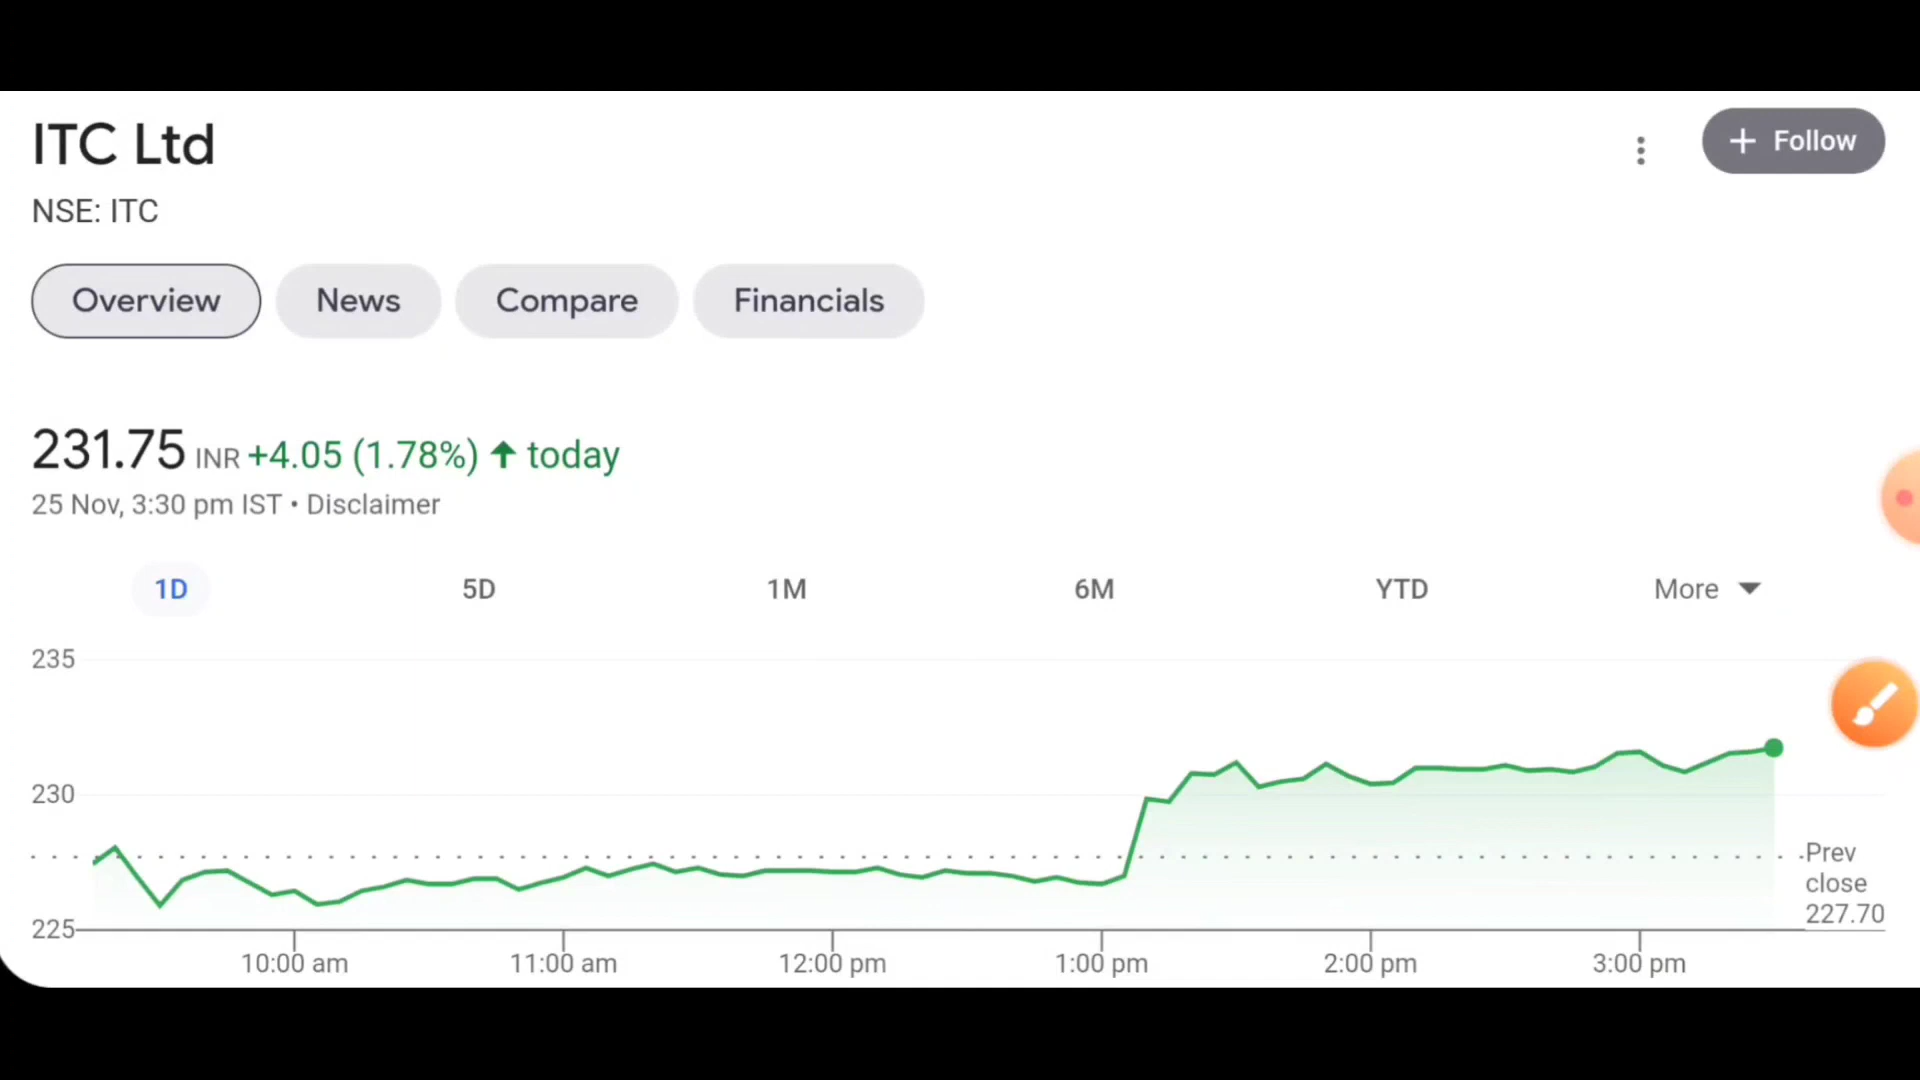 ITC Ltd
+ Follow
NSE: ITC
Overview News Compare Financials
231.75 INR +4.05 (1.78%) ↑ today
25 Nov, 3:30 pm IST • Disclaimer
1D 5D 1M 6M YTD More
235
230
225
Prev
close
227.70
10:00 am 11:00 am 12:00 pm 1:00 pm 2:00 pm 3:00 pm